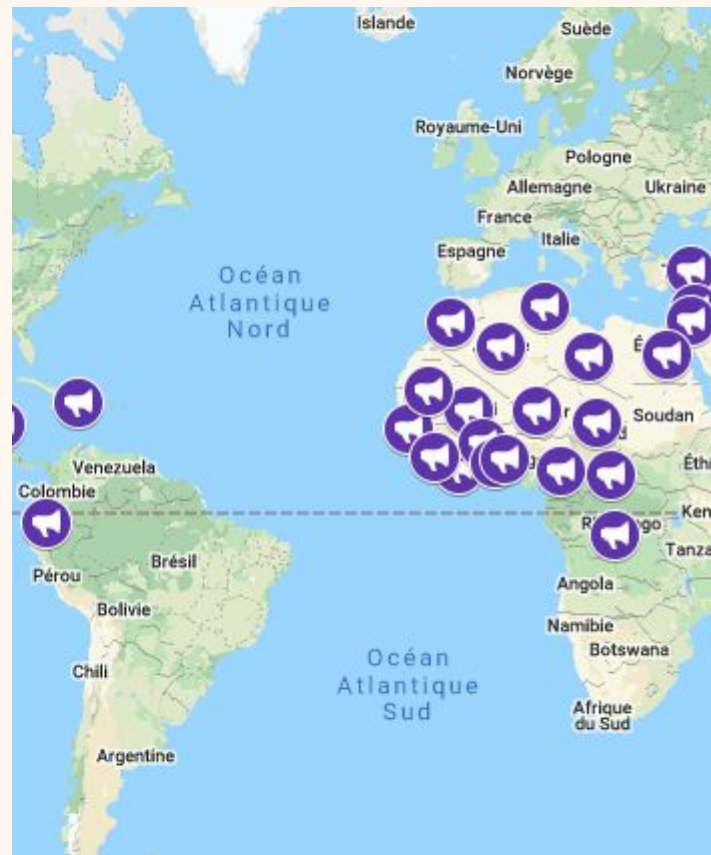 Islande
Suède
Norvège
Royaume-Uni
Pologne
Allemagne
Ukraine
France
Italie
Espagne
Océan
Atlantique
Nord
Soudan
Venezuela
Colombie
Brésil
Pérou
Bolivie
Chili
Argentine
Angola
Namibie
Botswana
Océan
Atlantique
Sud
Afrique
du Sud